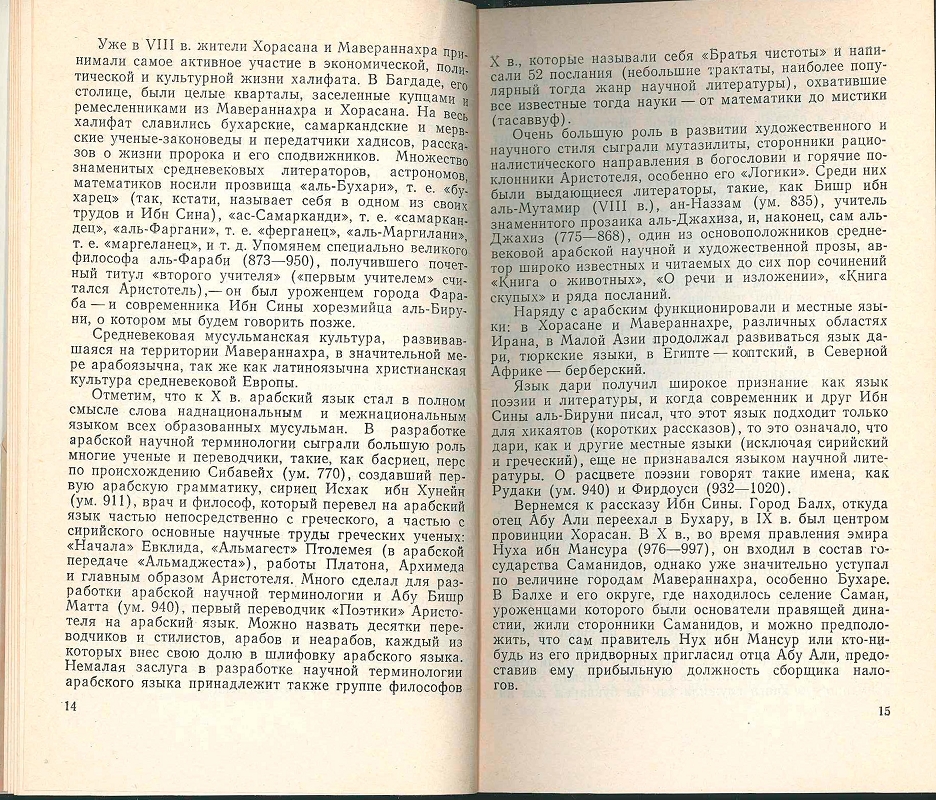 Уже в VIII в. жители Хорасана и Мавераннахра при-
нимали самое активное участие в экономической, поли-
тической и культурной жизни халифата. В Багдаде, его
столице, были целые кварталы, заселенные купцами и
ремесленниками из Мавераннахра и Хорасана. На весь
халифат славились бухарские, самаркандские и мерв-
ские ученые-законоведы и передатчики хадисов, расска-
зов о жизни пророка и его сподвижников. Множество
знаменитых средневековых литераторов, астрономов,
математиков носили прозвища «аль-Бухари», т. е. «бу-
харец» (так, кстати, называет себя в одном из своих
трудов и Ибн Сина), «ас-Самарканди», т. е. «самаркан-
дец», «аль-Фаргани», т. е. «ферганец», «аль-Маргилани»,
т. е. «маргеланец», и т. д. Упомянем специально великого
философа аль-Фараби (873—950), получившего почет-
ный титул «второго учителя» («первым учителем» счи-
тался Аристотель),— он был уроженцем города Фара-
ба — и современника Ибн Сины хорезмийца аль-Биру-
ни, о котором мы будем говорить позже.
Средневековая мусульманская культура, развивав-
шаяся на территории Мавераннахра, в значительной ме-
ре арабоязычна, так же как латиноязычна христианская
культура средневековой Европы.
Отметим, что к X в. арабский язык стал в полном
смысле слова наднациональным и межнациональным
языком всех образованных мусульман. В разработке
арабской научной терминологии сыграли большую роль
многие ученые и переводчики, такие, как басриец, перс
по происхождению Сибавейх (ум. 770), создавший пер-
вую арабскую грамматику, сириец Исхак ибн Хунейн
(ум. 911), врач и философ, который перевел на арабский
язык частью непосредственно с греческого, а частью с
сирийского основные научные труды греческих ученых:
«Начала» Евклида, «Альмагест» Птолемея (в арабской
передаче «Альмаджеста»), работы Платона, Архимеда
и главным образом Аристотеля. Много сделал для раз-
работки арабской научной терминологии и Абу Бишр
Матта (ум. 940), первый переводчик «Поэтики» Аристо-
теля на арабский язык. Можно назвать десятки пере-
водчиков и стилистов, арабов и неарабов, каждый из
которых внес свою долю в шлифовку арабского языка.
Немалая заслуга в разработке научной терминологии
арабского языка принадлежит также группе философов
14
X в., которые называли себя «Братья чистоты» и напи-
сали 52 послания (небольшие трактаты, наиболее попу-
лярный тогда жанр научной литературы), охватившие
все известные тогда науки — от математики до мистики
(тасаввуф).
Очень большую роль в развитии художественного и
научного стиля сыграли мутазилиты, сторонники рацио-
налистического направления в богословии и горячие по-
клонники Аристотеля, особенно его «Логики». Среди них
были выдающиеся литераторы, такие, как Бишр ибн
аль-Мутамир (VIII в.), ан-Наззам (ум. 835), учитель
знаменитого прозаика аль-Джахиза, и, наконец, сам аль-
Джахиз (775—868), один из основоположников средне-
вековой арабской научной и художественной прозы, ав-
тор широко известных и читаемых до сих пор сочинений
«Книга о животных», «О речи и изложении», «Книга
скупых» и ряда посланий.
Наряду с арабским функционировали и местные язы-
ки: в Хорасане и Мавераннахре, различных областях
Ирана, в Малой Азии продолжал развиваться язык да-
ри, тюркские языки, в Египте — коптский, в Северной
Африке — берберский.
Язык дари получил широкое признание как язык
поэзии и литературы, и когда современник и друг Ибн
Сины аль-Бируни писал, что этот язык подходит только
для хикаятов (коротких рассказов), то это означало, что
дари, как и другие местные языки (исключая сирийский
и греческий), еще не признавался языком научной лите-
ратуры. О расцвете поэзии говорят такие имена, как
Рудаки (ум. 940) и Фирдоуси (932—1020).
Вернемся к рассказу Ибн Сины. Город Балх, откуда
отец Абу Али переехал в Бухару, в IX в. был центром
провинции Хорасан. В X в., во время правления эмира
Нуха ибн Мансура (976—997), он входил в состав го-
сударства Саманидов, однако уже значительно уступал
по величине городам Мавераннахра, особенно Бухаре.
В Балхе и его округе, где находилось селение Саман,
уроженцами которого были основатели правящей дина-
стии, жили сторонники Саманидов, и можно предполо-
жить, что сам правитель Нух ибн Мансур или кто-ни-
будь из его придворных пригласил отца Абу Али, предо-
ставив ему прибыльную должность сборщика нало-
гов.
15